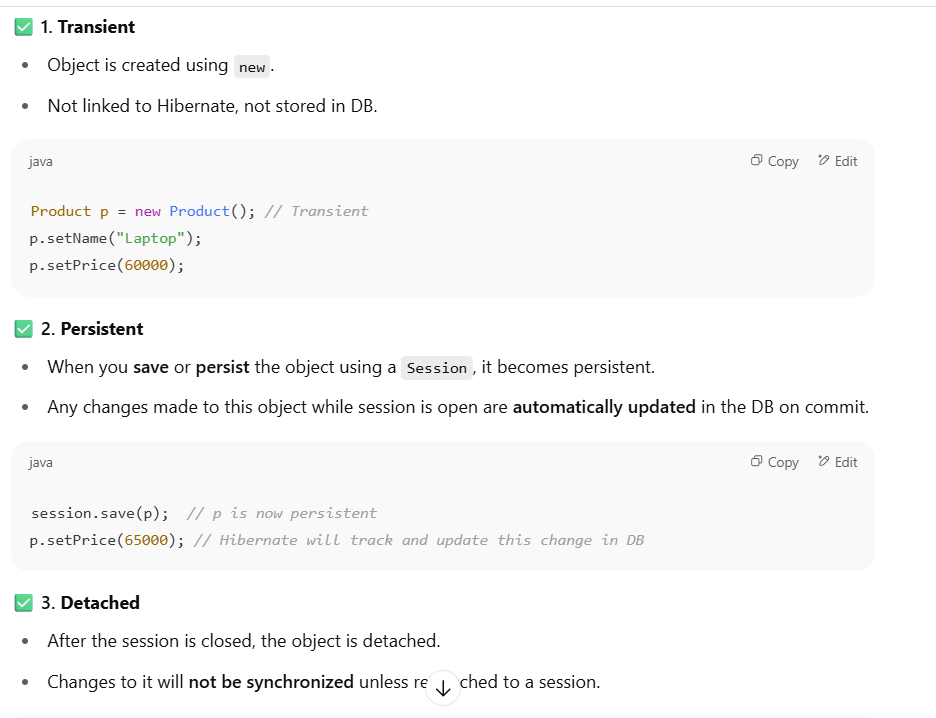 ✅ 1. Transient
• Object is created using new.
• Not linked to Hibernate, not stored in DB.
java Copy Edit
Product p = new Product(); // Transient
p.setName("Laptop");
p.setPrice(60000);
✅ 2. Persistent
• When you save or persist the object using a Session, it becomes persistent.
• Any changes made to this object while session is open are automatically updated in the DB on commit.
java Copy Edit
session.save(p);  // p is now persistent
p.setPrice(65000); // Hibernate will track and update this change in DB
✅ 3. Detached
• After the session is closed, the object is detached.
• Changes to it will not be synchronized unless to a session.